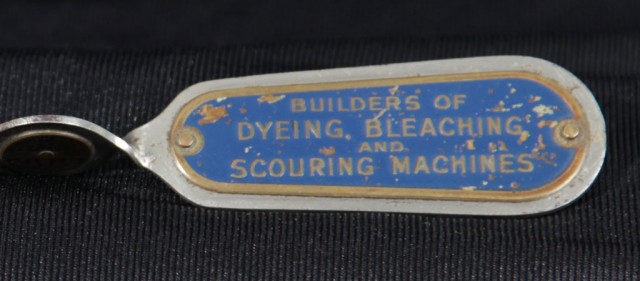 BUILDERS OF
DYEING, BLEACHING
AND
SCOURING MACHINES